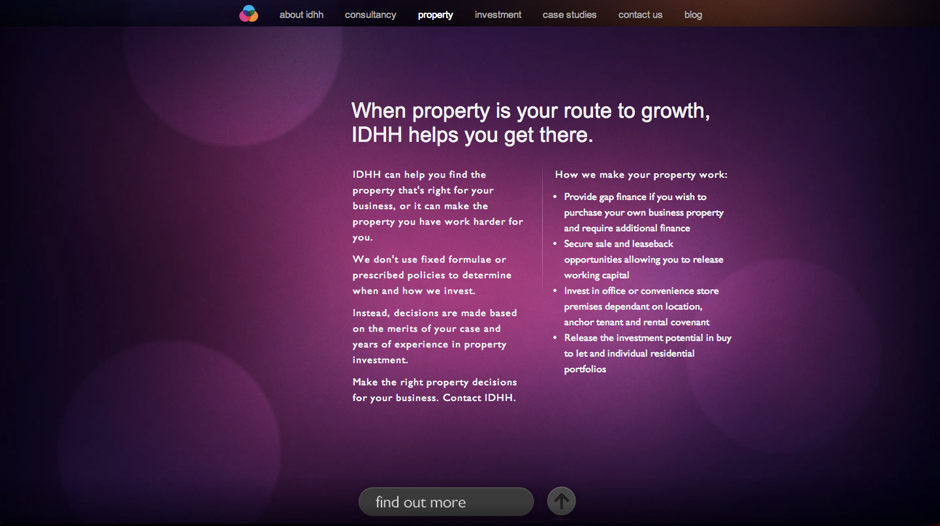 about idhh consultancy property investment case studies contact us blog
When property is your route to growth,
IDHH helps you get there.
IDHH can help you find the
property that's right for your
business, or it can make the
property you have work harder for
you.
We don't use fixed formulae or
prescribed policies to determine
when and how we invest.
Instead, decisions are made based
on the merits of your case and
years of experience in property
investment.
Make the right property decisions
for your business. Contact IDHH.
How we make your property work:
• Provide gap finance if you wish to
purchase your own business property
and require additional finance
• Secure sale and leaseback
opportunities allowing you to release
working capital
• Invest in office or convenience store
premises dependant on location,
anchor tenant and rental covenant
• Release the investment potential in buy
to let and individual residential
portfolios
find out more